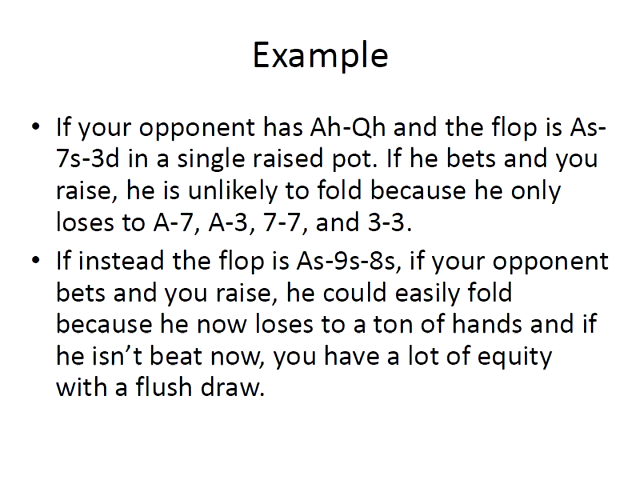 Example
• If your opponent has Ah-Qh and the flop is As-
7s-3d in a single raised pot. If he bets and you
raise, he is unlikely to fold because he only
loses to A-7, A-3, 7-7, and 3-3.
• If instead the flop is As-9s-8s, if your opponent
bets and you raise, he could easily fold
because he now loses to a ton of hands and if
he isn’t beat now, you have a lot of equity
with a flush draw.